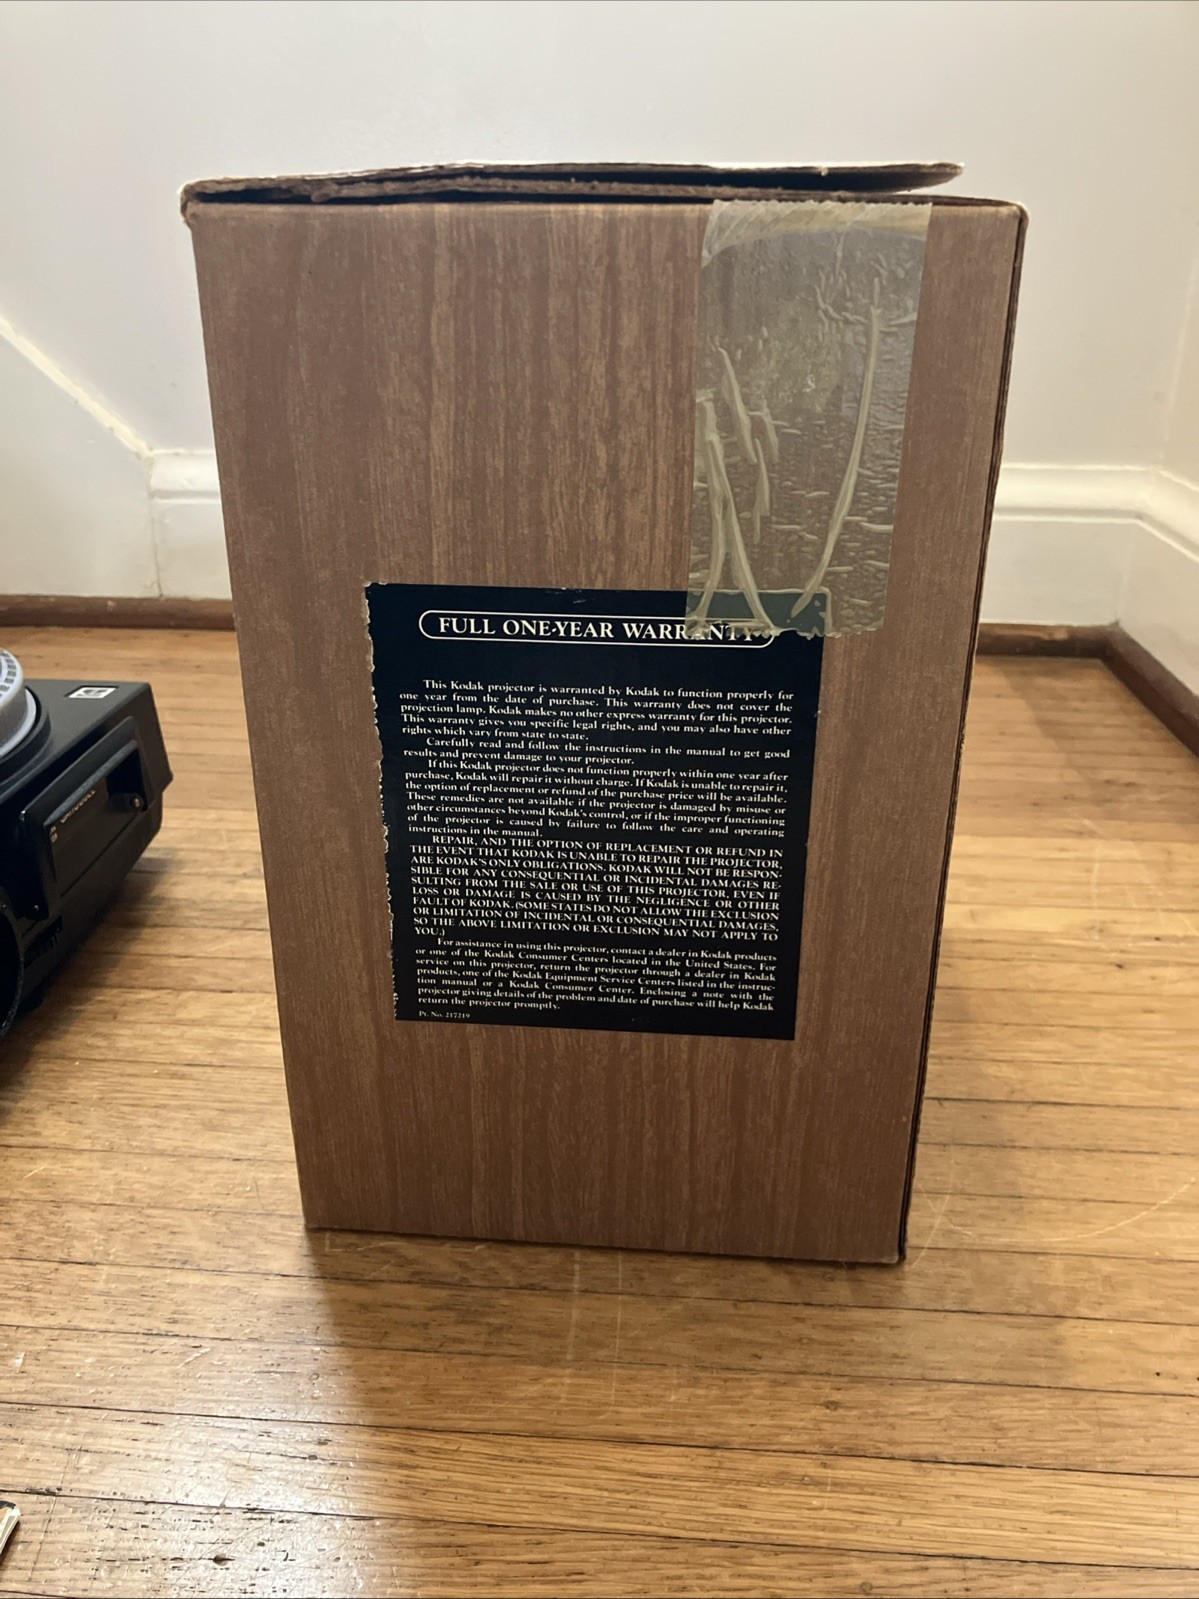 FULL ONE-YEAR WARRANTY
This Kodak projector is warranted by Kodak to function properly for
one year from the date of purchase. This warranty does not cover the
projection lamp. Kodak makes no other express warranty for this projector.
This warranty gives you specific legal rights, and you may also have other
rights which vary from state to state.
Carefully read and follow the instructions in the manual to get good
results and prevent damage to your projector.
If this Kodak projector does not function properly within one year after
purchase, Kodak will repair it without charge. If Kodak is unable to repair it,
the option of replacement or refund of the purchase price will be available.
These remedies are not available if the projector is damaged by misuse or
other circumstances beyond Kodak's control, or if the improper functioning
of the projector is caused by failure to follow the care and operating
instructions in the manual.
REPAIR, AND THE OPTION OF REPLACEMENT OR REFUND IN
THE EVENT THAT KODAK IS UNABLE TO REPAIR THE PROJECTOR,
ARE KODAK'S ONLY OBLIGATIONS. KODAK WILL NOT BE RESPON-
SIBLE FOR ANY CONSEQUENTIAL OR INCIDENTAL DAMAGES RE-
SULTING FROM THE SALE OR USE OF THIS PROJECTOR, EVEN IF
LOSS OR DAMAGE IS CAUSED BY THE NEGLIGENCE OR OTHER
FAULT OF KODAK. (SOME STATES DO NOT ALLOW THE EXCLUSION
OR LIMITATION OF INCIDENTAL OR CONSEQUENTIAL DAMAGES,
SO THE ABOVE LIMITATION OR EXCLUSION MAY NOT APPLY TO
YOU.)
For assistance in using this projector, contact a dealer in Kodak products
or one of the Kodak Consumer Centers located in the United States. For
service on this projector, return the projector through a dealer in Kodak
products, one of the Kodak Equipment Service Centers listed in the instruc-
tion manual or a Kodak Consumer Center. Enclosing a note with the
projector giving details of the problem and date of purchase will help Kodak
return the projector promptly.
Pt. No. 217219